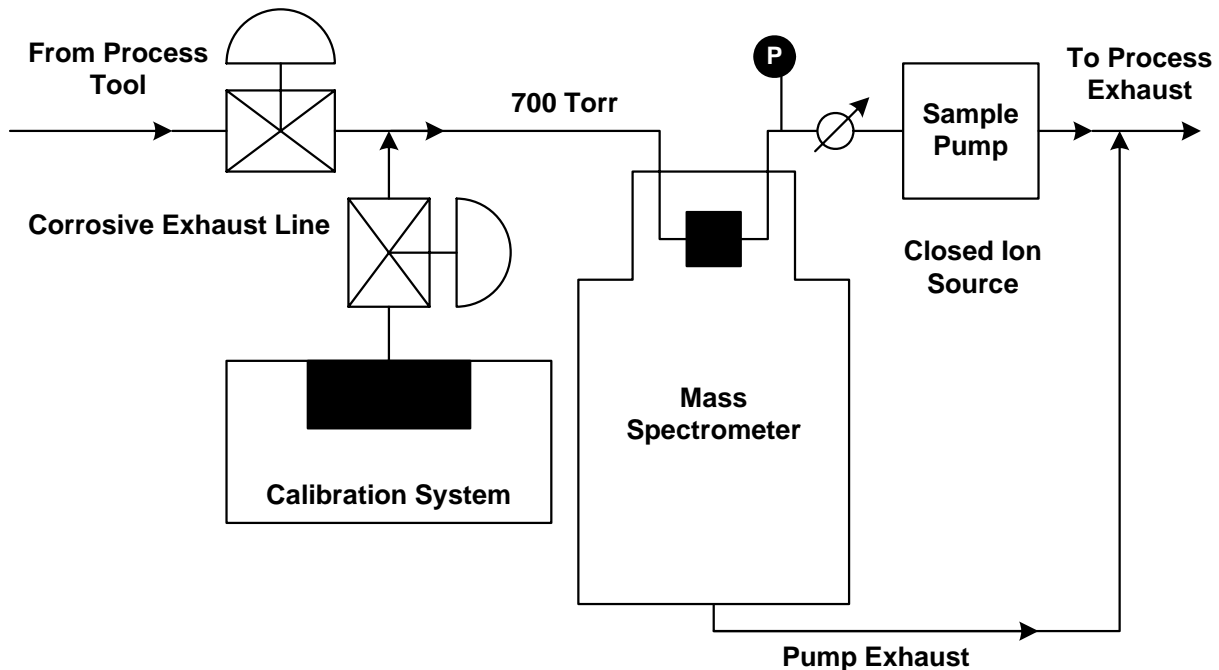 From Process
Tool
700 Torr
P
Sample
Pump
To Process
Exhaust
Corrosive Exhaust Line
Closed Ion
Source
Mass
Spectrometer
Calibration System
Pump Exhaust